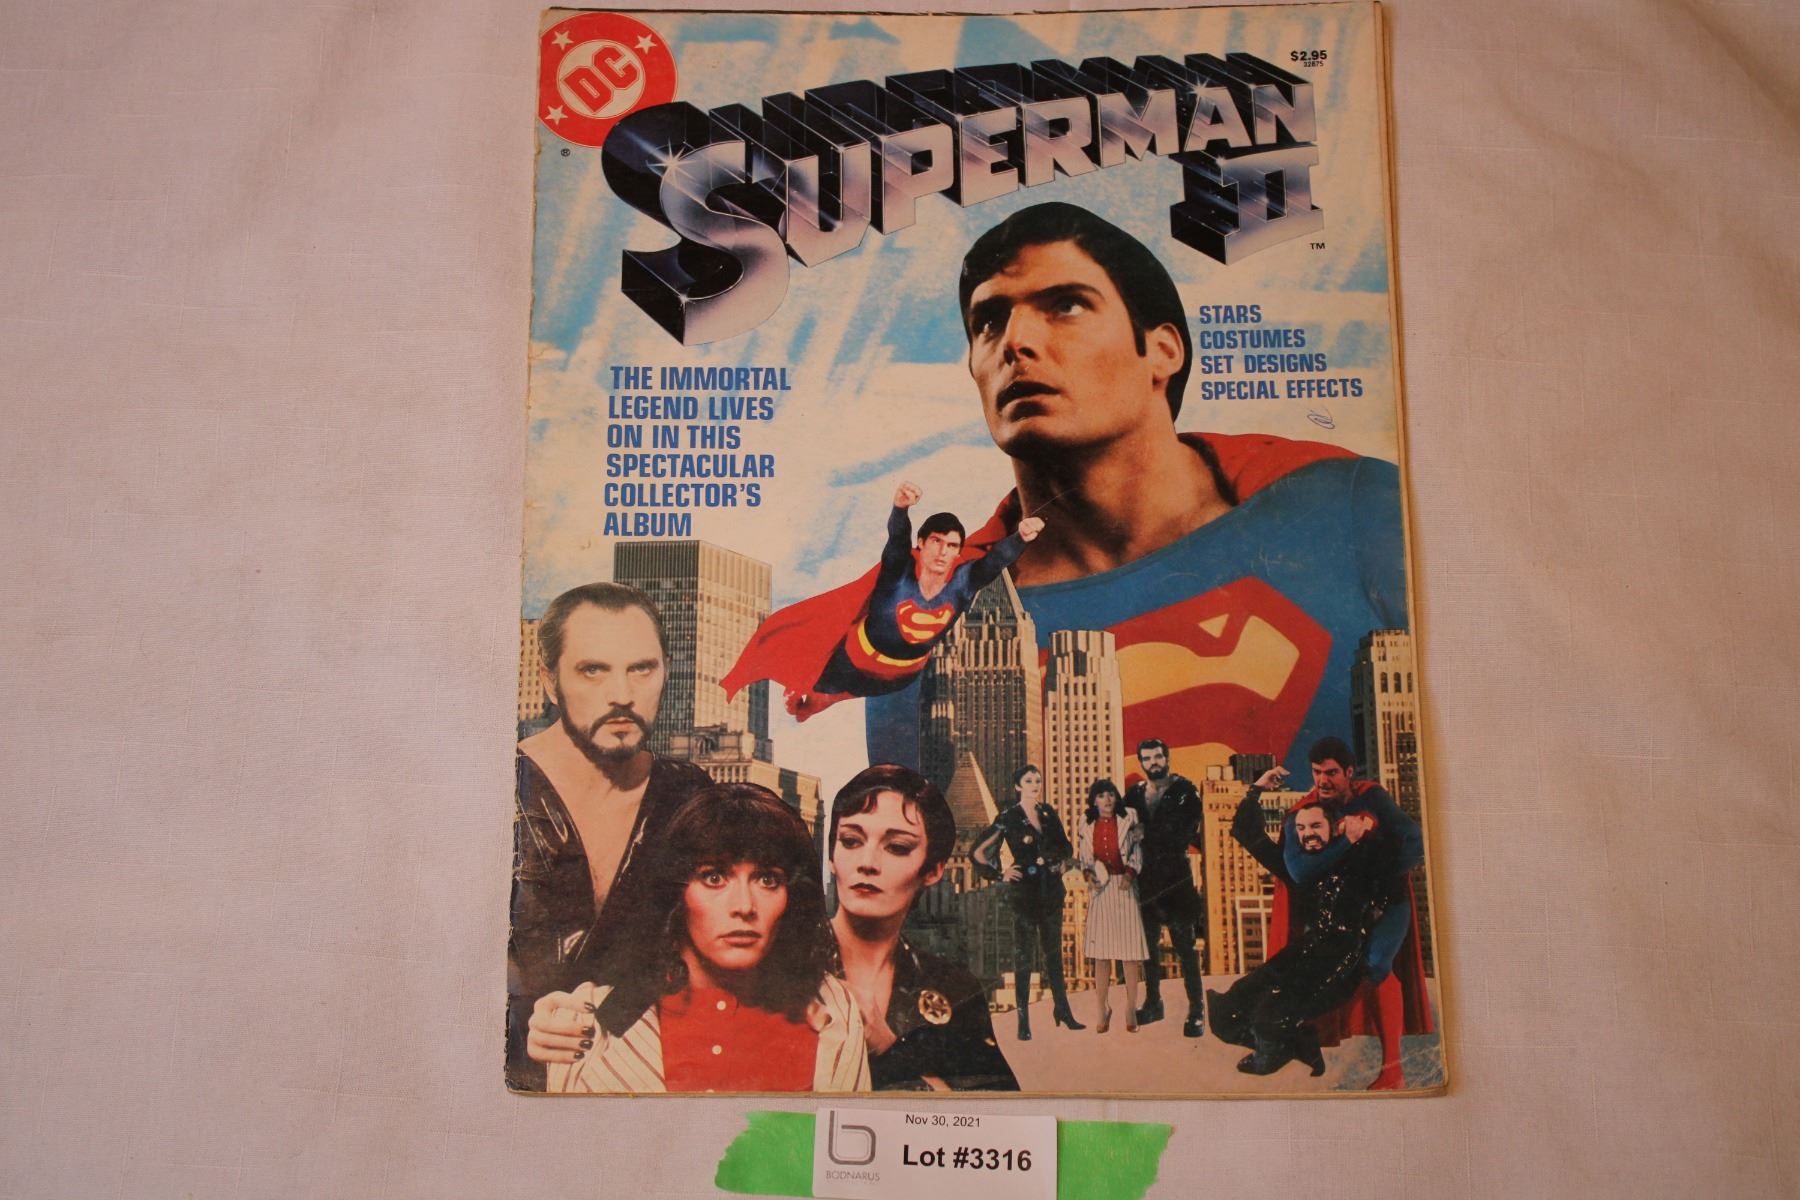 DC
®
$2.95
32875
SUPERMAN
II
TM
STARS
COSTUMES
SET DESIGNS
SPECIAL EFFECTS
THE IMMORTAL
LEGEND LIVES
ON IN THIS
SPECTACULAR
COLLECTOR'S
ALBUM
S
S
Nov 30, 2021
Lot #3316
b
BODNARUS